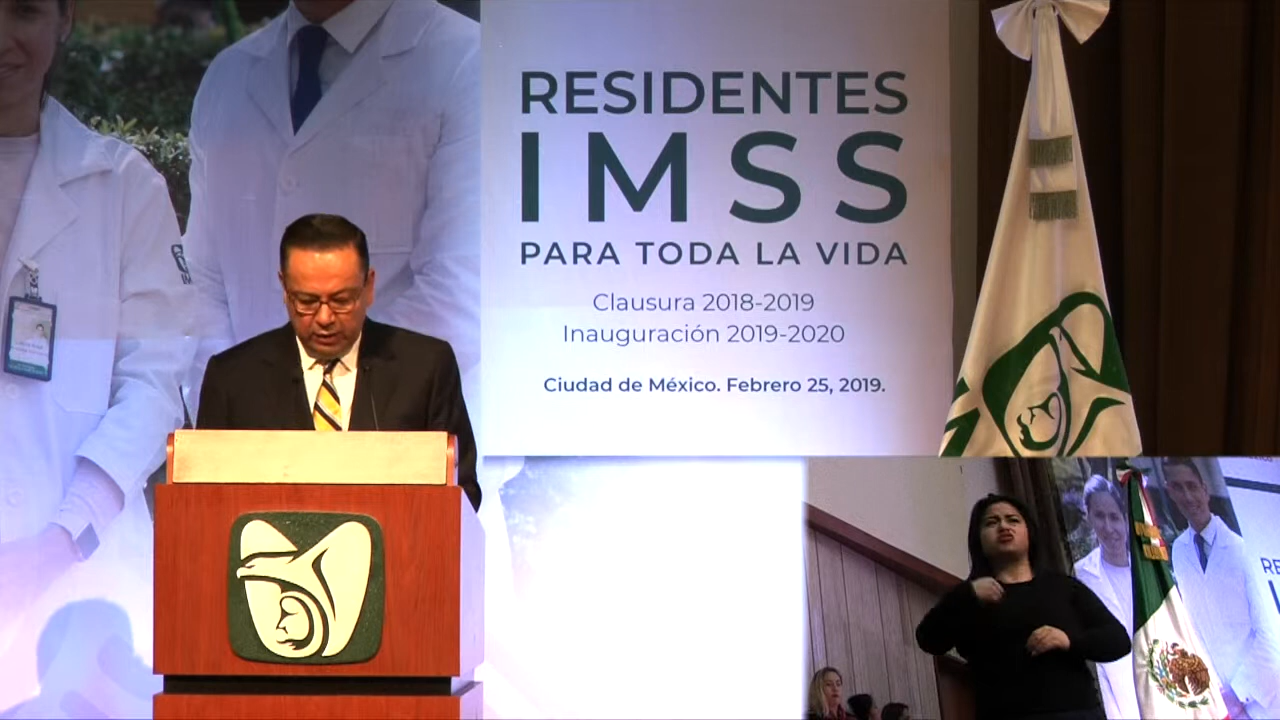 RESIDENTES
IMSS
PARA TODA LA VIDA
Clausura 2018-2019
Inauguración 2019-2020
Ciudad de México. Febrero 25, 2019.